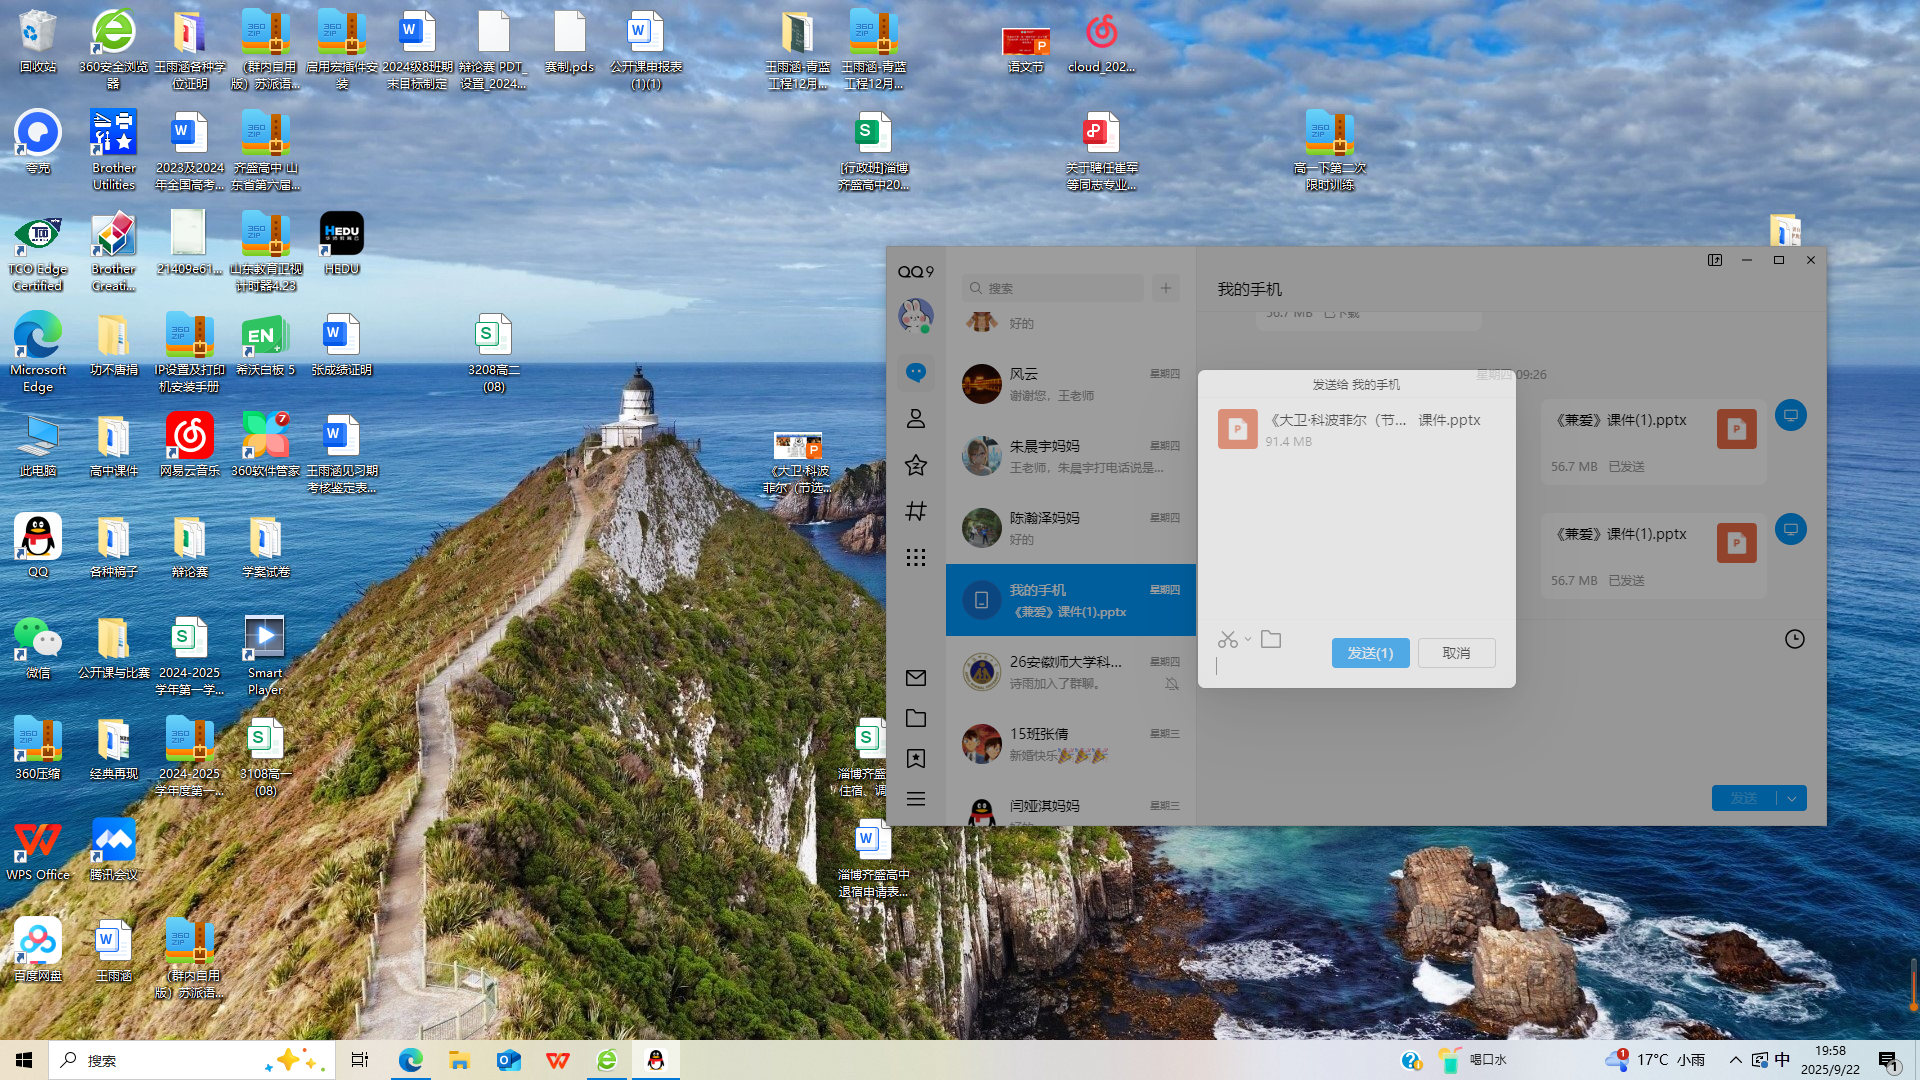 回收站
360安全浏览
器
王雨涵各种学
位证明
（群内自用
版）苏派语...
启用宏插件安
装
2024级8班期
末目标制定
辩论赛 PDT_
设置_2024...
赛制.pds
公开课申报表
(1)(1)
王雨涵-青蓝
工程12月...
王雨涵-青蓝
工程12月...
语文节
cloud_202...
夸克
Brother
Utilities
2023及2024
年全国高考...
齐盛高中 山
东省第六届...
[行政班]淄博
齐盛高中20...
关于聘任崔军
等同志专业...
高一下第二次
限时训练
TCO Edge
Certified
Brother
Creati...
21409e61...
山东教育卫视
计时器4.23
HEDU
Microsoft
Edge
功不唐捐
IP设置及打印
机安装手册
希沃白板 5
张成绩证明
3208高二
(08)
此电脑
高中课件
网易云音乐
360软件管家
王雨涵见习期
考核鉴定表...
《大卫·科波
菲尔（节选...
QQ
各种稿子
辩论赛
学案试卷
微信
公开课与比赛
2024-2025
学年第一学...
Smart
Player
360压缩
经典再现
2024-2025
学年度第一...
3108高一
(08)
淄博齐盛
住宿、调
WPS Office
腾讯会议
淄博齐盛高中
退宿申请表...
百度网盘
王雨涵
（群内自用
版）苏派语...
QQ9
搜索
好的
风云
星期四
谢谢您，王老师
朱晨宇妈妈
星期四
王老师，朱晨宇打电话说是...
陈瀚泽妈妈
星期四
好的
我的手机
星期四
《兼爱》课件(1).pptx
26安徽师大学科...
星期四
诗雨加入了群聊。
15班张倩
星期三
新婚快乐🎉🎉🎉
闫娅淇妈妈
星期三
我的手机
56.7 MB 已下载
星期四 09:26
《兼爱》课件(1).pptx
56.7 MB 已发送
《兼爱》课件(1).pptx
56.7 MB 已发送
发送
发送给 我的手机
《大卫·科波菲尔（节... 课件.pptx
91.4 MB
发送(1)
取消
搜索
喝口水
17°C 小雨
中
19:58
2025/9/22